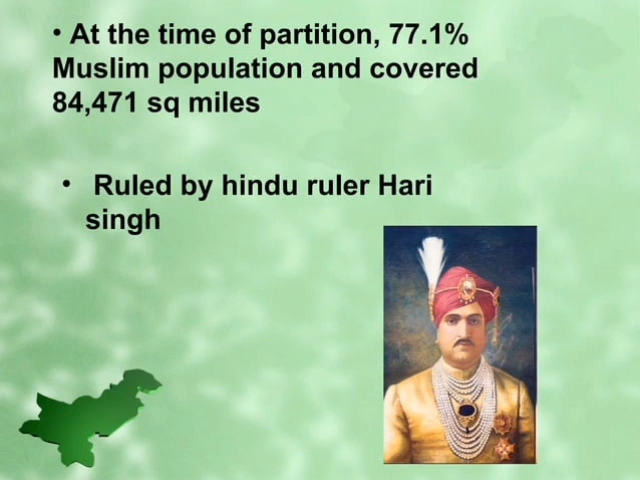 • At the time of partition, 77.1%
Muslim population and covered
84,471 sq miles
• Ruled by hindu ruler Hari
singh